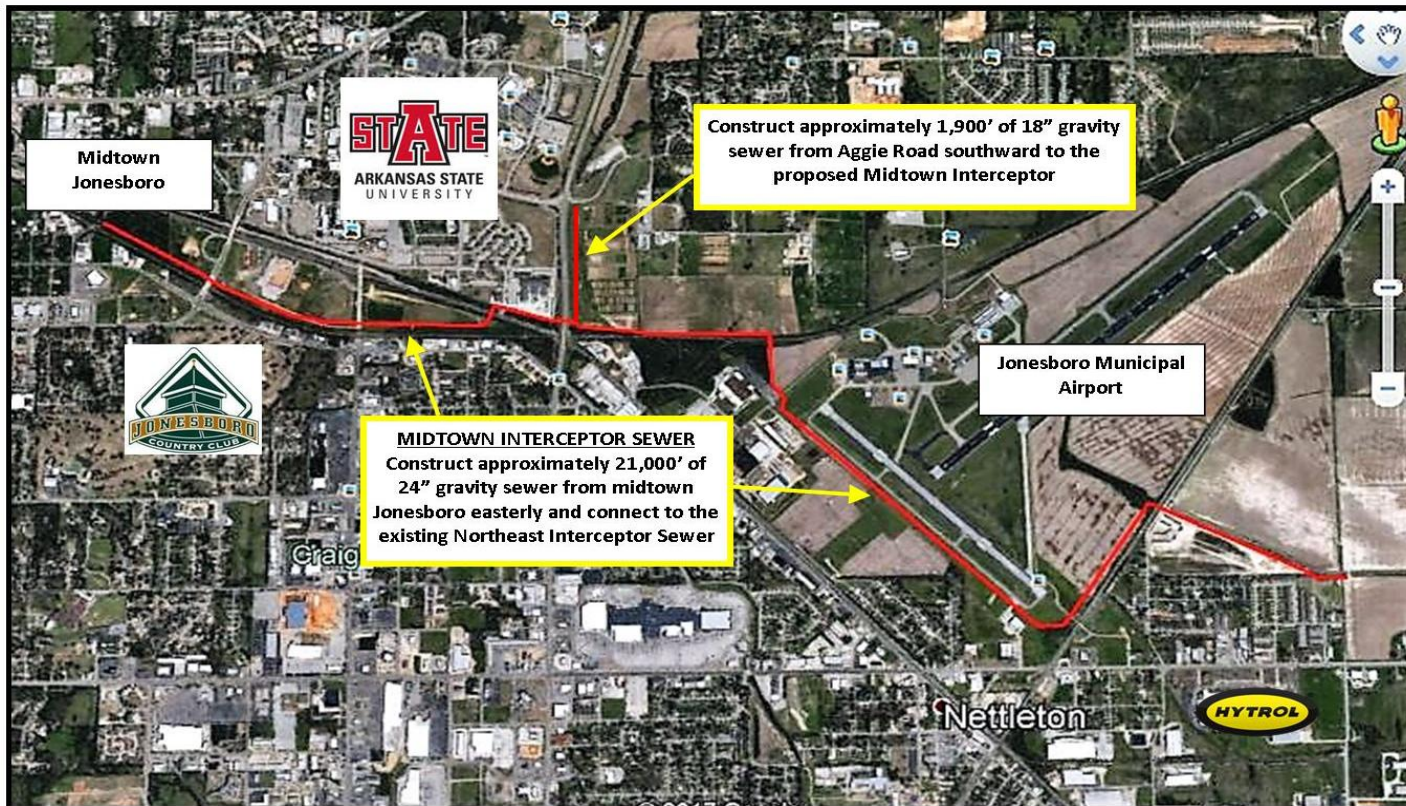 Midtown
Jonesboro
STATE
ARKANSAS STATE
UNIVERSITY
Construct approximately 1,900’ of 18” gravity
sewer from Aggie Road southward to the
proposed Midtown Interceptor
JONESBORO
COUNTRY CLUB
Jonesboro Municipal
Airport
MIDTOWN INTERCEPTOR SEWER
Construct approximately 21,000’ of
24” gravity sewer from midtown
Jonesboro easterly and connect to the
existing Northeast Interceptor Sewer
Craig
Nettleton
HYTROL